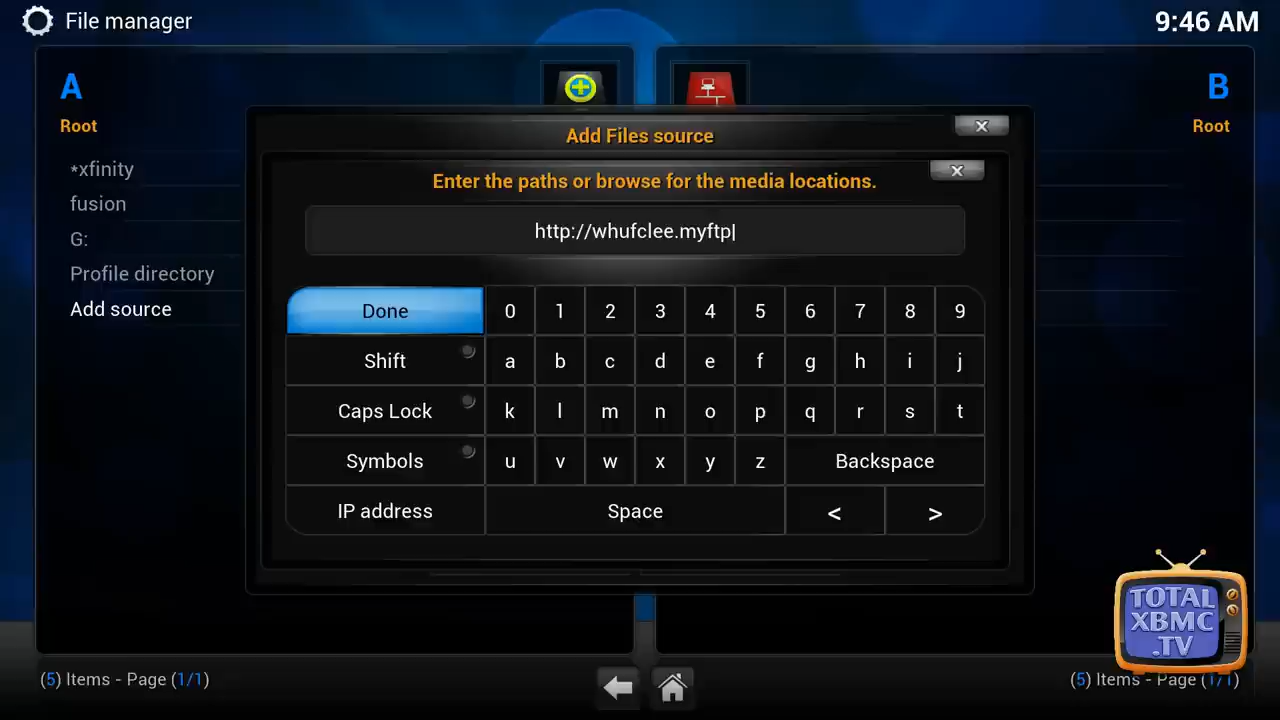 File manager
9:46 AM
A
B
Root
Root
Add Files source
*xfinity
Enter the paths or browse for the media locations.
fusion
http://whufclee.myftp|
G:
Profile directory
Add source
Done 0 1 2 3 4 5 6 7 8 9
Shift a b c d e f g h i j
Caps Lock k l m n o p q r s t
Symbols u v w x y z Backspace
IP address Space < >
TOTAL
XBMC
.TV
(5) Items - Page (1/1)
(5) Items - Page (1/1)